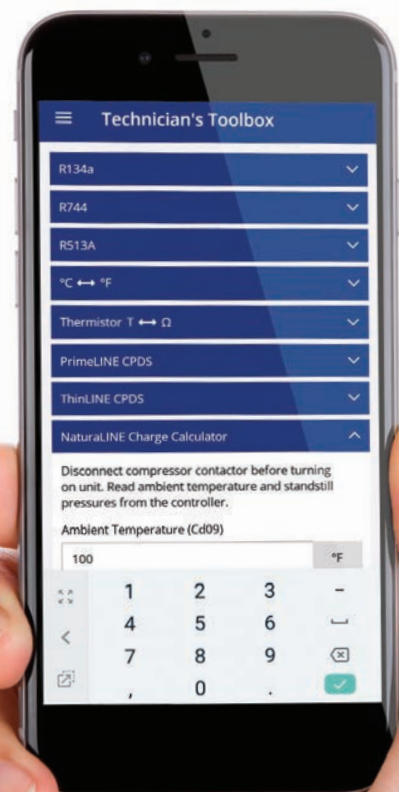 Technician's Toolbox
R134a
R744
R513A
°C ↔ °F
Thermistor T ↔ Ω
PrimeLINE CPDS
ThinLINE CPDS
NaturaLINE Charge Calculator
Disconnect compressor contactor before turning
on unit. Read ambient temperature and standstill
pressures from the controller.
Ambient Temperature (Cd09)
100 °F
1 2 3 -
4 5 6
7 8 9
, 0 .